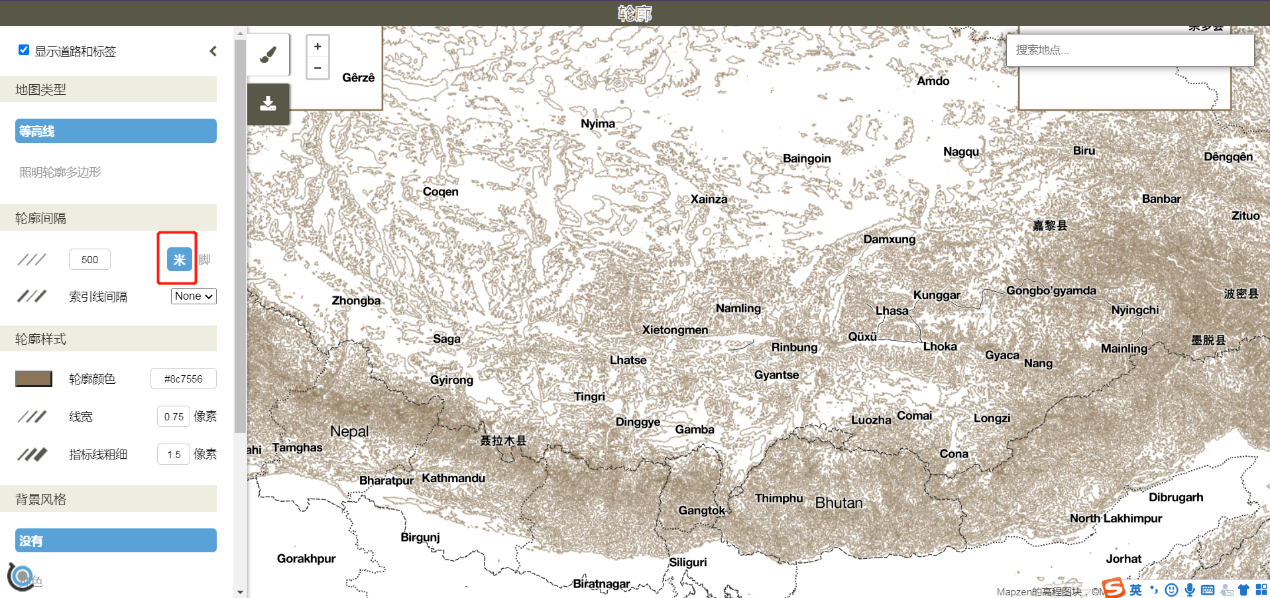 轮廓
显示道路和标签
地图类型
等高线
照明轮廓多边形
轮廓间隔
500 米 脚
索引线间隔 None
轮廓样式
轮廓颜色 #8c7556
线宽 0.75 像素
指标线粗细 1.5 像素
背景风格
没有
色
+
−
搜索地点...
Gêrzê
Amdo
Nyima
Baingoin
Nagqu
Biru
Dêngqên
Coqen
Xainza
Banbar
Zituo
嘉黎县
Damxung
Zhongba
Namling
Kunggar
Gongbo'gyamda
波密县
Lhasa
Nyingchi
Saga
Xietongmen
Rinbung
Qüxü
Lhoka
墨脱县
Lhatse
Gyaca
Nang
Mainling
Gyirong
Gyantse
Tingri
Dinggye
Gamba
Luozha
Comai
Longzi
Nepal
聂拉木县
ahi
Tamghas
Cona
Bharatpur
Kathmandu
Thimphu
Bhutan
Dibrugarh
Gangtok
North Lakhimpur
Birgunj
Gorakhpur
Siliguri
Jorhat
Biratnagar
Mapzen的高程图块，©M
S 英